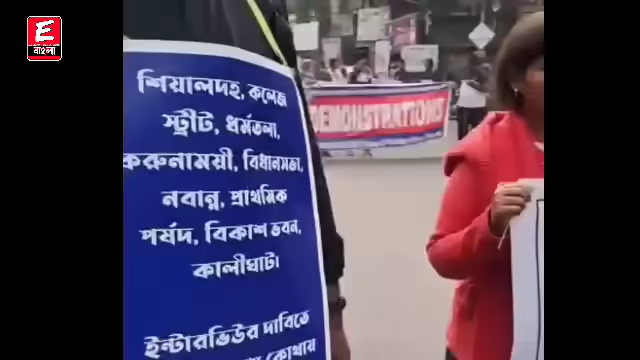 E
বাংলা
DEMONSTRATIONS
শিয়ালদহ, কলেজ
স্ট্রীট, ধর্মতলা,
করুনাময়ী, বিধানসভা,
নবান্ন, প্রাথমিক
পর্ষদ, বিকাশ ভবন,
কালীঘাট।
ইন্টারভিউর দাবিতে
কোথায়